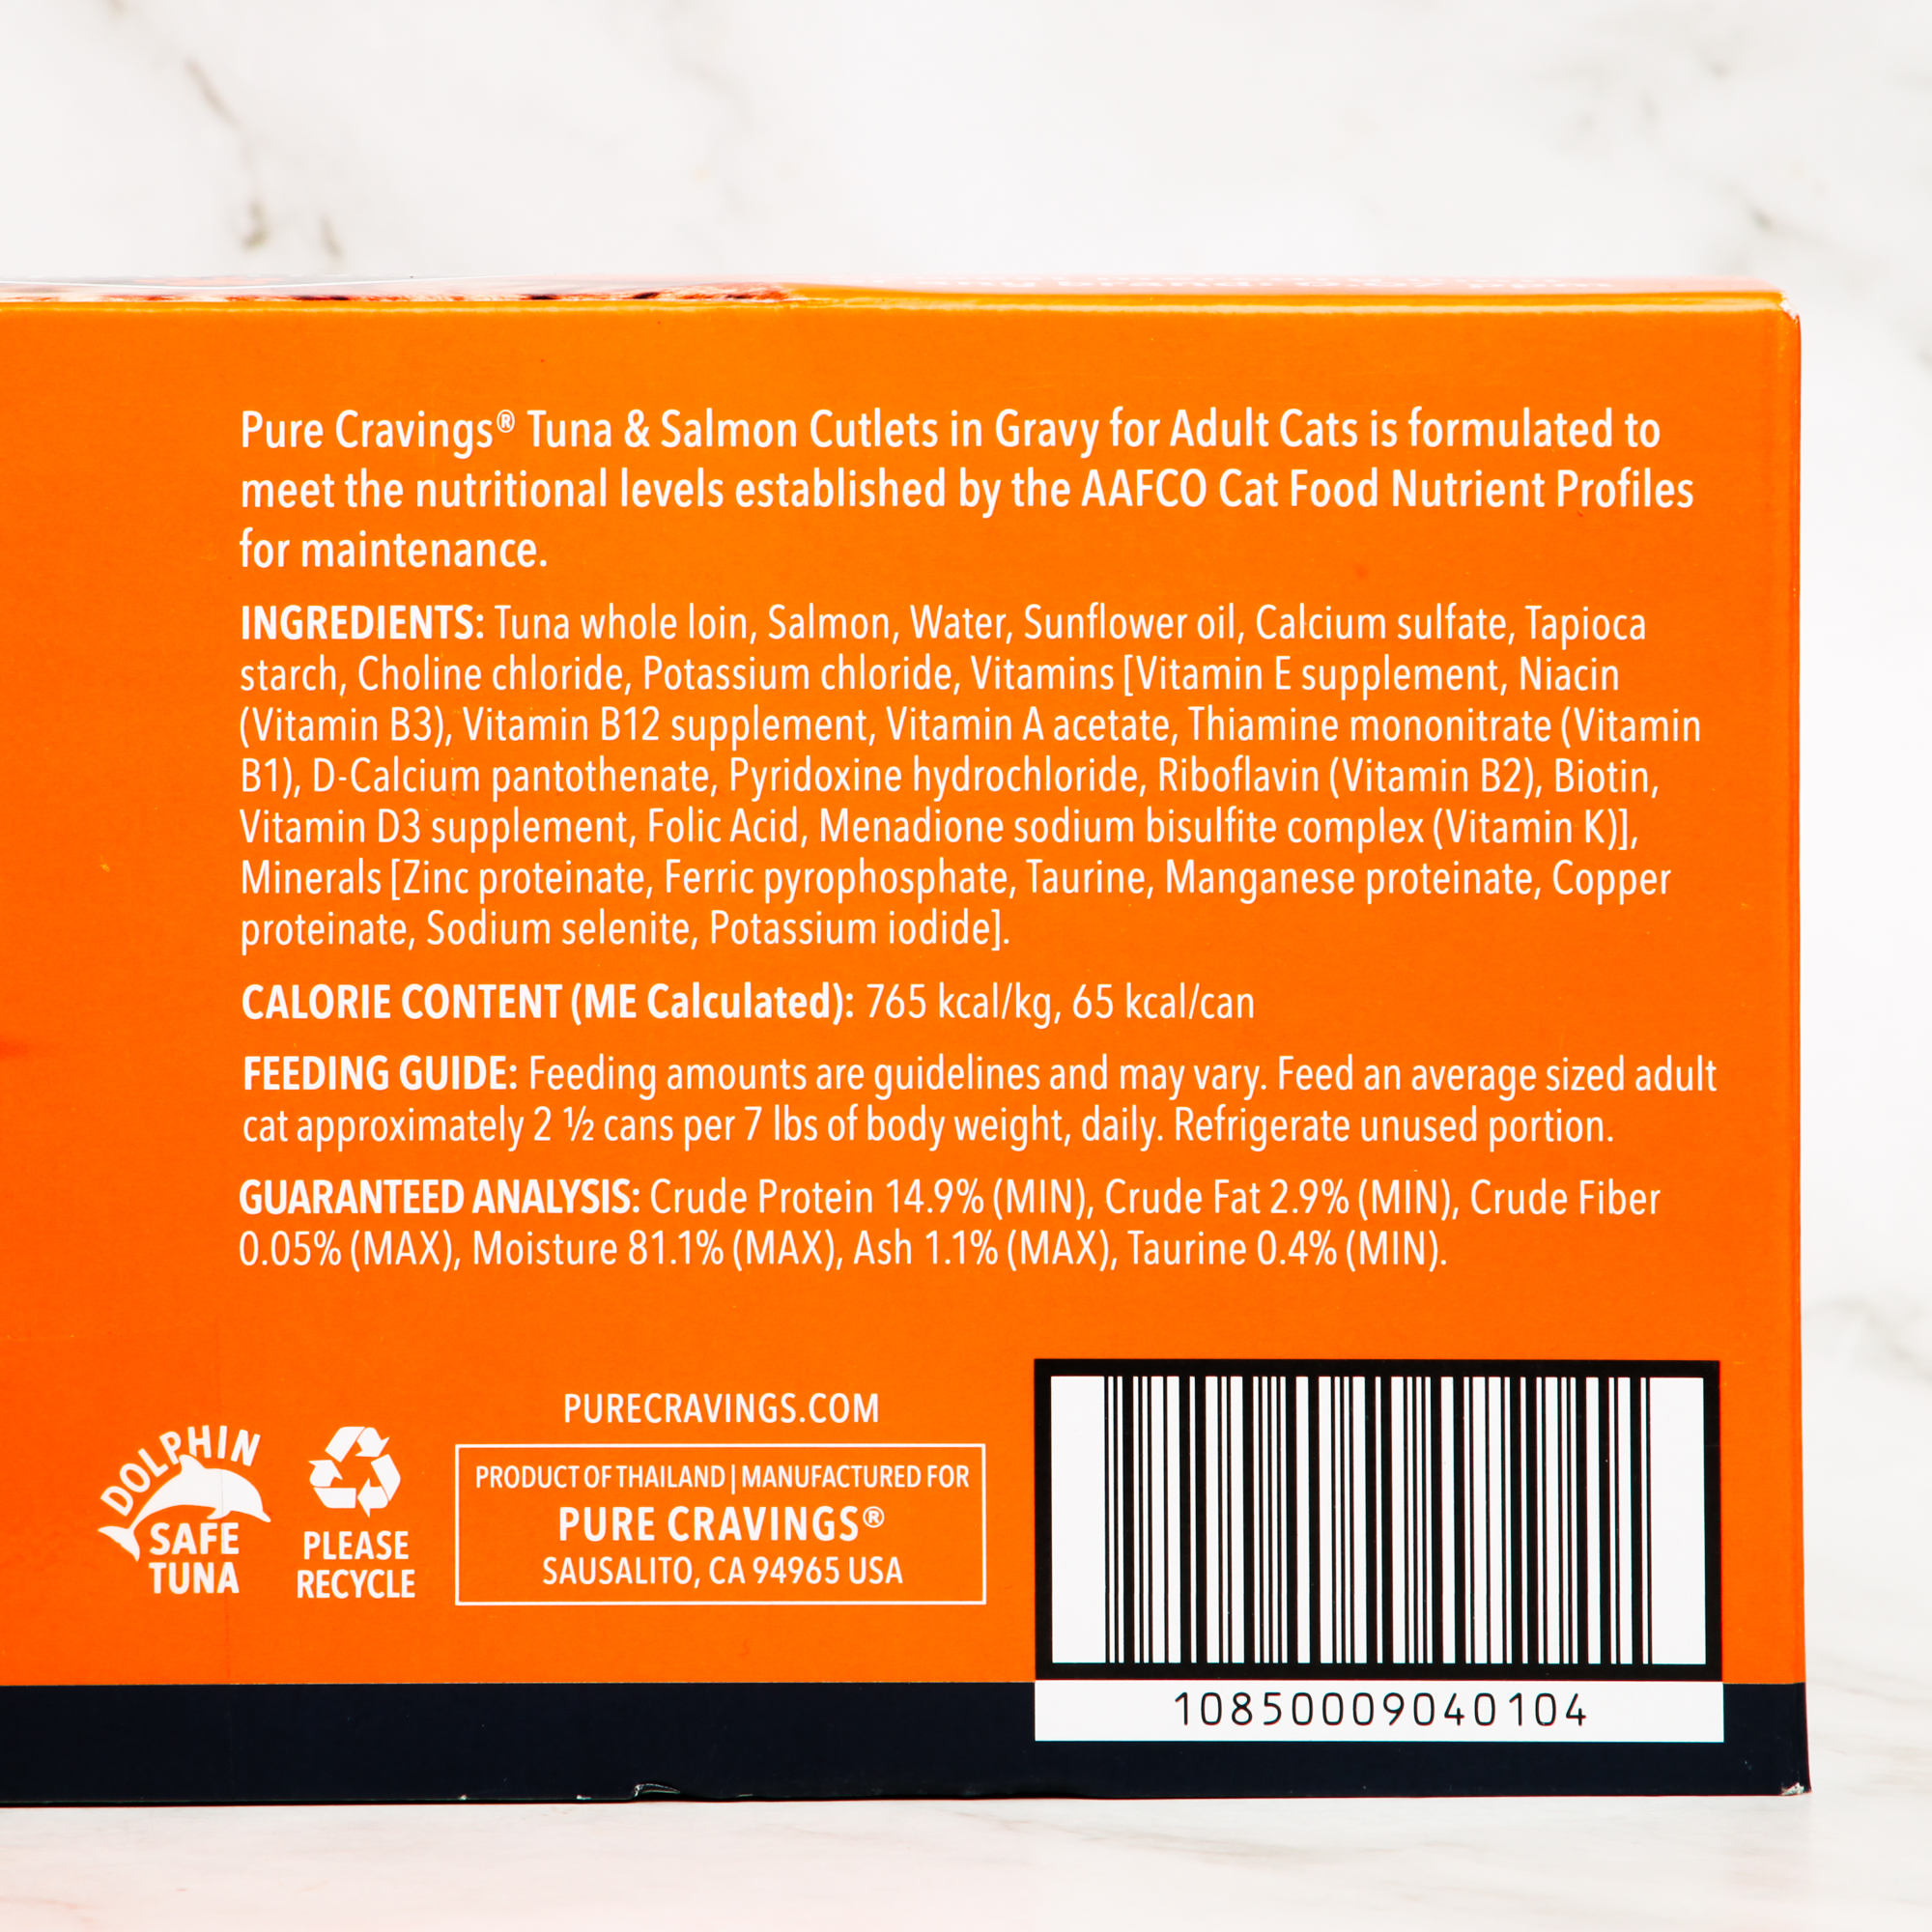 any brand: 0.07 ppm
Pure Cravings® Tuna & Salmon Cutlets in Gravy for Adult Cats is formulated to
meet the nutritional levels established by the AAFCO Cat Food Nutrient Profiles
for maintenance.
INGREDIENTS: Tuna whole loin, Salmon, Water, Sunflower oil, Calcium sulfate, Tapioca
starch, Choline chloride, Potassium chloride, Vitamins [Vitamin E supplement, Niacin
(Vitamin B3), Vitamin B12 supplement, Vitamin A acetate, Thiamine mononitrate (Vitamin
B1), D-Calcium pantothenate, Pyridoxine hydrochloride, Riboflavin (Vitamin B2), Biotin,
Vitamin D3 supplement, Folic Acid, Menadione sodium bisulfite complex (Vitamin K)],
Minerals [Zinc proteinate, Ferric pyrophosphate, Taurine, Manganese proteinate, Copper
proteinate, Sodium selenite, Potassium iodide].
CALORIE CONTENT (ME Calculated): 765 kcal/kg, 65 kcal/can
FEEDING GUIDE: Feeding amounts are guidelines and may vary. Feed an average sized adult
cat approximately 2 ½ cans per 7 lbs of body weight, daily. Refrigerate unused portion.
GUARANTEED ANALYSIS: Crude Protein 14.9% (MIN), Crude Fat 2.9% (MIN), Crude Fiber
0.05% (MAX), Moisture 81.1% (MAX), Ash 1.1% (MAX), Taurine 0.4% (MIN).
DOLPHIN
SAFE
TUNA
PLEASE
RECYCLE
PURECRAVINGS.COM
PRODUCT OF THAILAND | MANUFACTURED FOR
PURE CRAVINGS®
SAUSALITO, CA 94965 USA
10850009040104